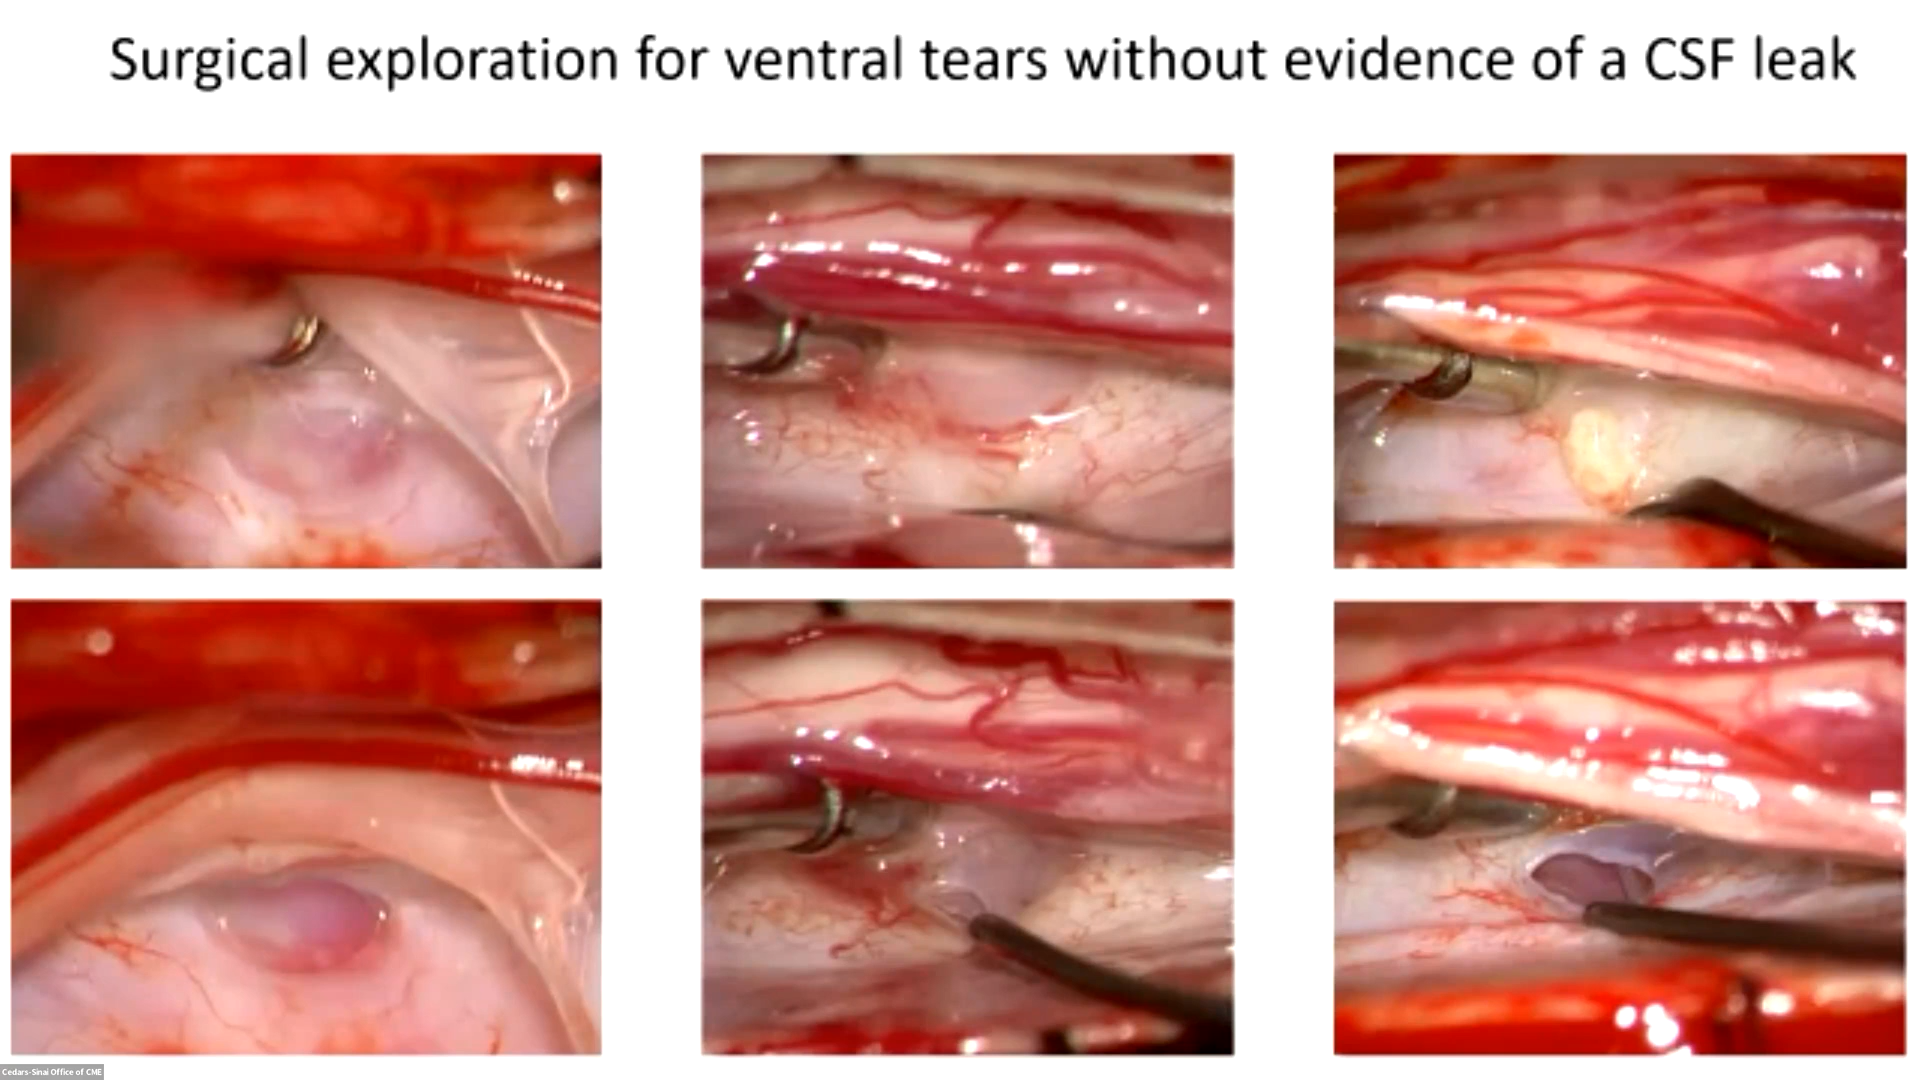 Surgical exploration for ventral tears without evidence of a CSF leak
Cedars-Sinai Office of CME